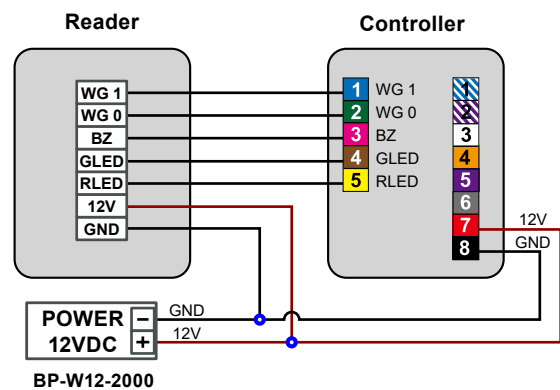 Reader
Controller
WG 1
WG 0
BZ
GLED
RLED
12V
GND
1 WG 1
2 WG 0
3 BZ
4 GLED
5 RLED
1
2
3
4
5
6
7
8
12V
GND
POWER –
12VDC +
GND
12V
BP-W12-2000